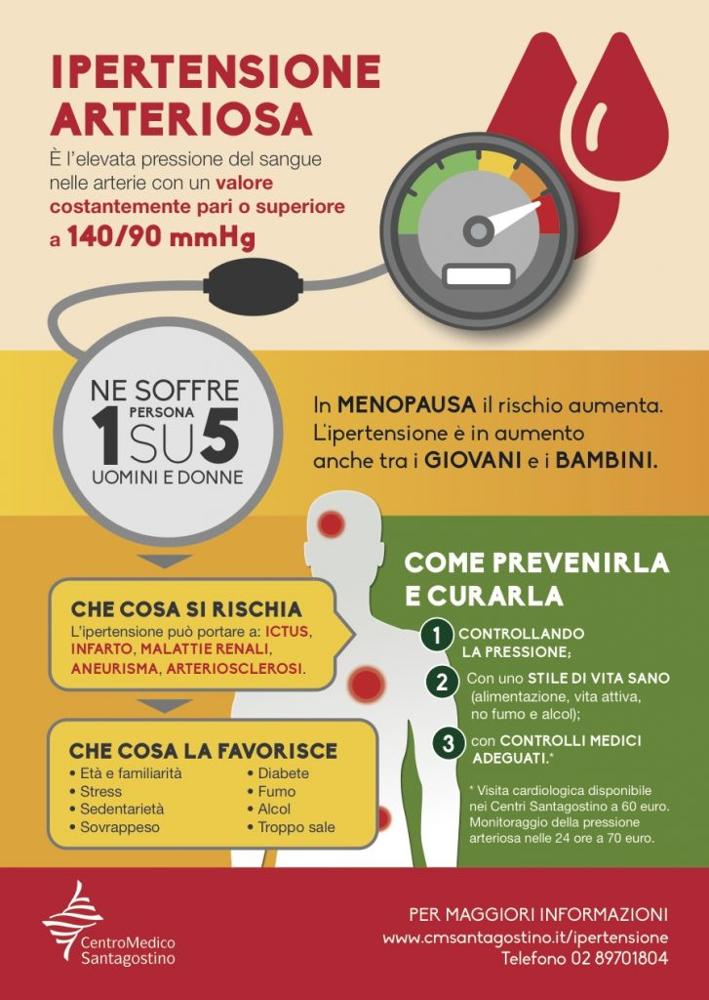 IPERTENSIONE
ARTERIOSA
È l'elevata pressione del sangue
nelle arterie con un valore
costantemente pari o superiore
a 140/90 mmHg
NE SOFFRE
PERSONA
1 SU 5
UOMINI E DONNE
In MENOPAUSA il rischio aumenta.
L'ipertensione è in aumento
anche tra i GIOVANI e i BAMBINI.
CHE COSA SI RISCHIA
L'ipertensione può portare a: ICTUS,
INFARTO, MALATTIE RENALI,
ANEURISMA, ARTERIOSCLEROSI.
CHE COSA LA FAVORISCE
• Età e familiarità
• Stress
• Sedentarietà
• Sovrappeso
• Diabete
• Fumo
• Alcol
• Troppo sale
COME PREVENIRLA
E CURARLA
1 CONTROLLANDO
LA PRESSIONE;
2 Con uno STILE DI VITA SANO
(alimentazione, vita attiva,
no fumo e alcol);
3 con CONTROLLI MEDICI
ADEGUATI.*
* Visita cardiologica disponibile
nei Centri Santagostino a 60 euro.
Monitoraggio della pressione
arteriosa nelle 24 ore a 70 euro.
CentroMedico
Santagostino
PER MAGGIORI INFORMAZIONI
www.cmsantagostino.it/ipertensione
Telefono 02 89701804